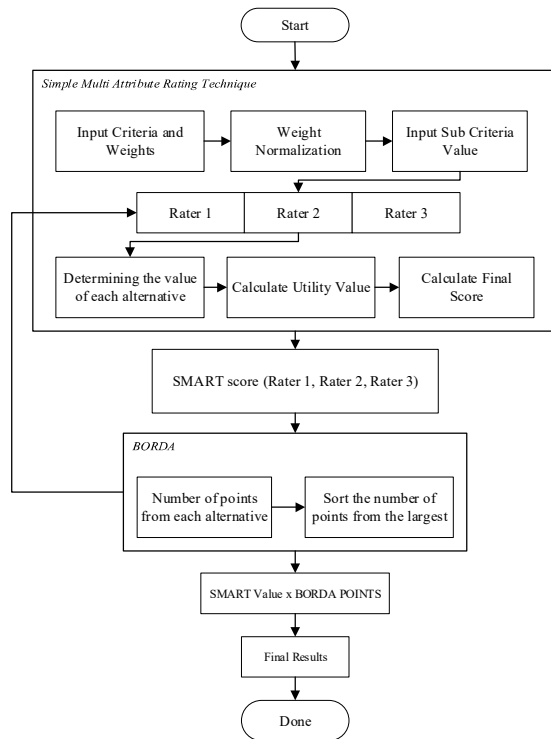 Start
Simple Multi Attribute Rating Technique
Input Criteria and
Weights
Weight
Normalization
Input Sub Criteria
Value
Rater 1
Rater 2
Rater 3
Determining the value
of each alternative
Calculate Utility Value
Calculate Final
Score
SMART score (Rater 1, Rater 2, Rater 3)
BORDA
Number of points
from each alternative
Sort the number of
points from the largest
SMART Value x BORDA POINTS
Final Results
Done